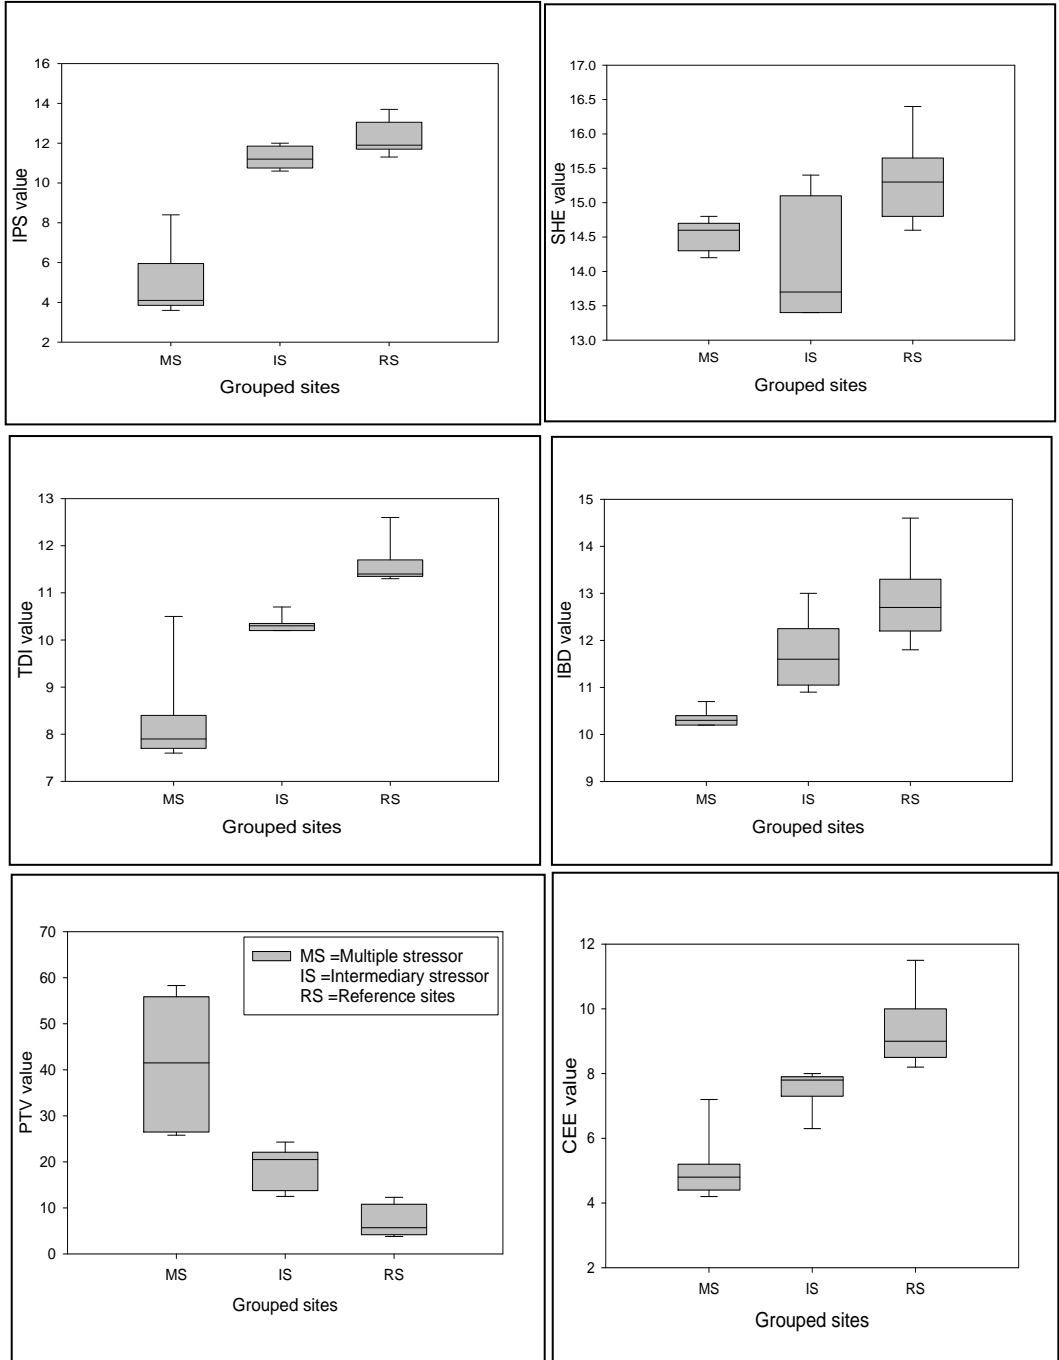 IPS value
16
14
12
10
8
6
4
2
MS IS RS
Grouped sites
SHE value
17.0
16.5
16.0
15.5
15.0
14.5
14.0
13.5
13.0
MS IS RS
Grouped sites
TDI value
13
12
11
10
9
8
7
MS IS RS
Grouped sites
IBD value
15
14
13
12
11
10
9
MS IS RS
Grouped sites
PTV value
70
60
50
40
30
20
10
0
MS =Multiple stressor
IS =Intermediary stressor
RS =Reference sites
MS IS RS
Grouped sites
CEE value
12
10
8
6
4
2
MS IS RS
Grouped sites